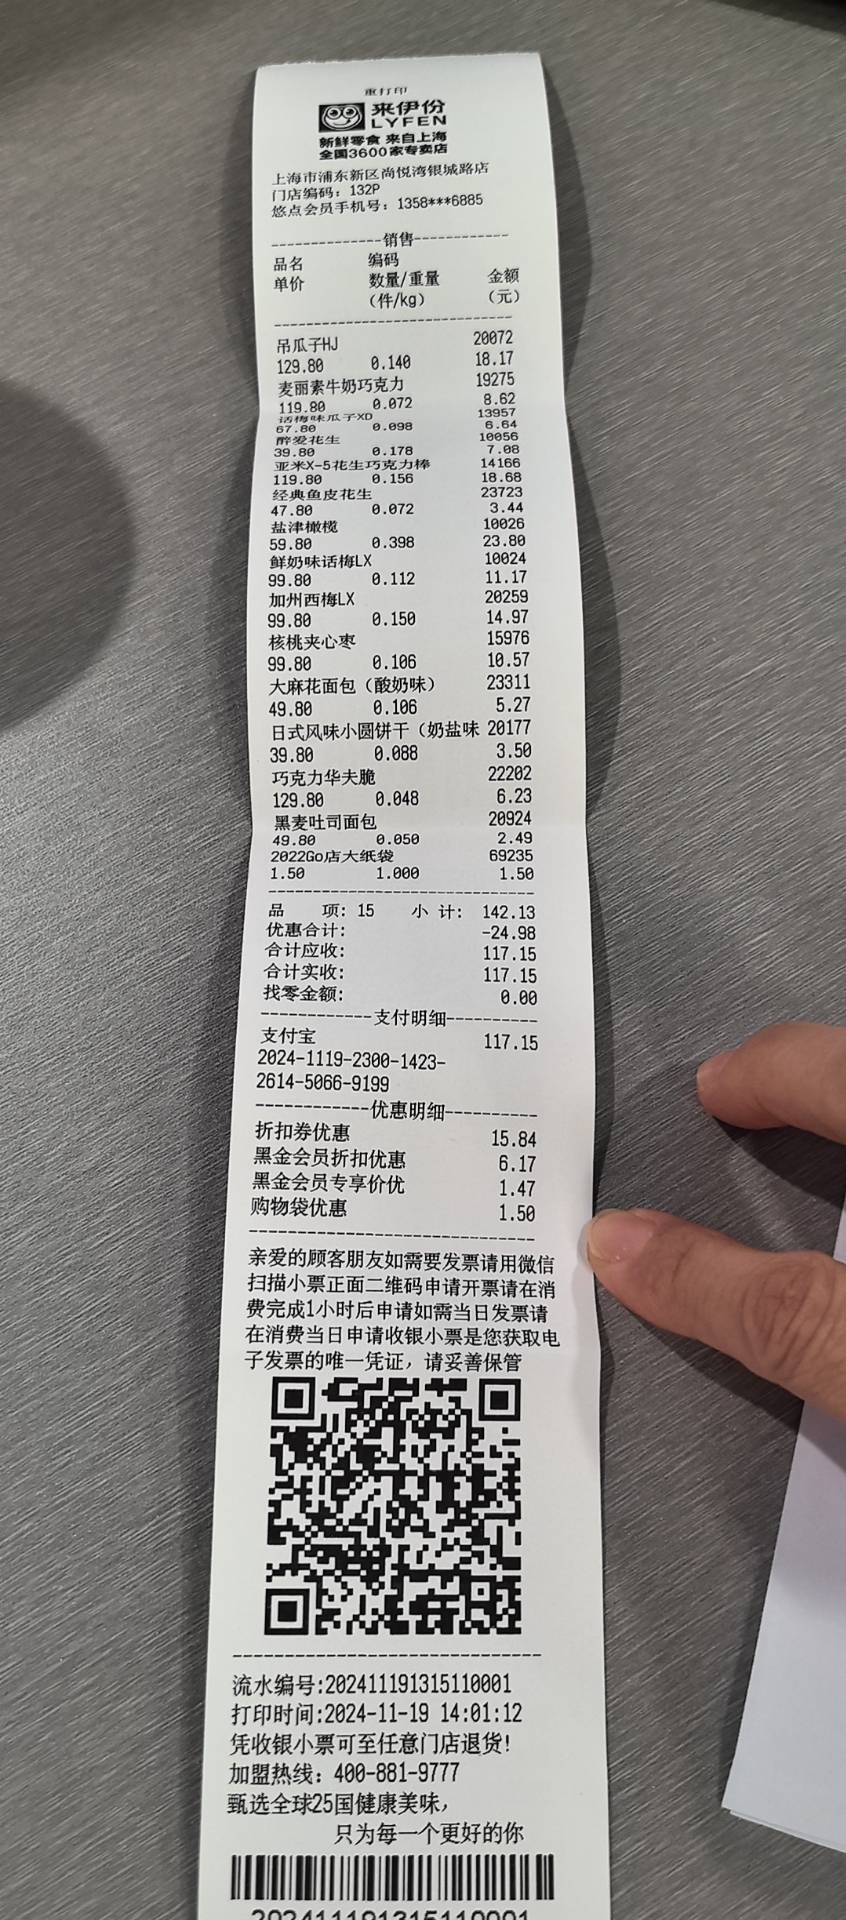 重打印
来伊份
LYFEN
新鲜零食 来自上海
全国3600家专卖店
上海市浦东新区尚悦湾银城路店
门店编码：132P
悠点会员手机号：1358***6885
--------------销售------------
品名 编码
单价 数量/重量 金额
(件/kg) (元)
吊瓜子HJ 20072
129.80 0.140 18.17
麦丽素牛奶巧克力 19275
119.80 0.072 8.62
话梅味瓜子XD 13957
67.80 0.098 6.64
醉爱花生 10056
39.80 0.178 7.08
亚米X-5花生巧克力棒 14166
119.80 0.156 18.68
经典鱼皮花生 23723
47.80 0.072 3.44
盐津橄榄 10026
59.80 0.398 23.80
鲜奶味话梅LX 10024
99.80 0.112 11.17
加州西梅LX 20259
99.80 0.150 14.97
核桃夹心枣 15976
99.80 0.106 10.57
大麻花面包（酸奶味） 23311
49.80 0.106 5.27
日式风味小圆饼干（奶盐味 20177
39.80 0.088 3.50
巧克力华夫脆 22202
129.80 0.048 6.23
黑麦吐司面包 20924
49.80 0.050 2.49
2022Go店大纸袋 69235
1.50 1.000 1.50
品 项: 15 小 计: 142.13
优惠合计: -24.98
合计应收: 117.15
合计实收: 117.15
找零金额: 0.00
------------支付明细----------
支付宝 117.15
2024-1119-2300-1423-
2614-5066-9199
------------优惠明细----------
折扣券优惠 15.84
黑金会员折扣优惠 6.17
黑金会员专享价优 1.47
购物袋优惠 1.50
亲爱的顾客朋友如需要发票请用微信
扫描小票正面二维码申请开票请在消
费完成1小时后申请如需当日发票请
在消费当日申请收银小票是您获取电
子发票的唯一凭证，请妥善保管
流水编号:202411191315110001
打印时间:2024-11-19 14:01:12
凭收银小票可至任意门店退货!
加盟热线：400-881-9777
甄选全球25国健康美味，
只为每一个更好的你
202411191315110001